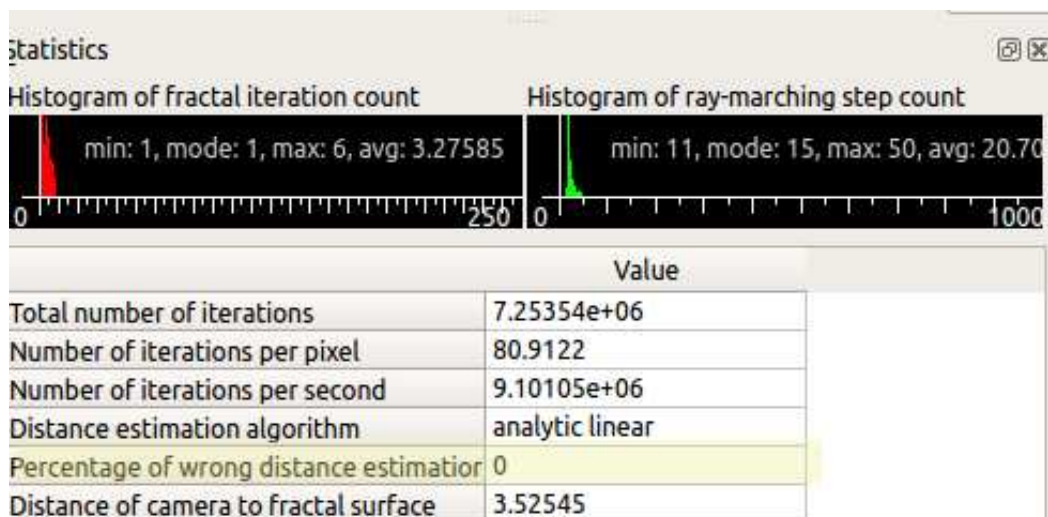 Statistics
Histogram of fractal iteration count
Histogram of ray-marching step count
min: 1, mode: 1, max: 6, avg: 3.27585
min: 11, mode: 15, max: 50, avg: 20.70
0 250
0 1000
Value
Total number of iterations 7.25354e+06
Number of iterations per pixel 80.9122
Number of iterations per second 9.10105e+06
Distance estimation algorithm analytic linear
Percentage of wrong distance estimation 0
Distance of camera to fractal surface 3.52545